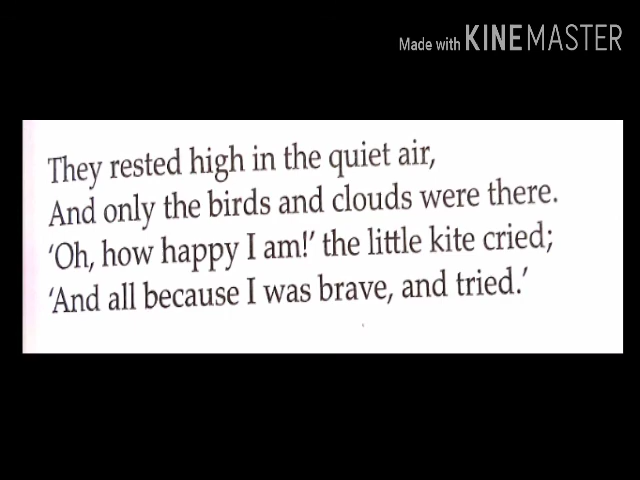 Made with KINEMASTER
They rested high in the quiet air,
And only the birds and clouds were there.
‘Oh, how happy I am!’ the little kite cried;
‘And all because I was brave, and tried.’